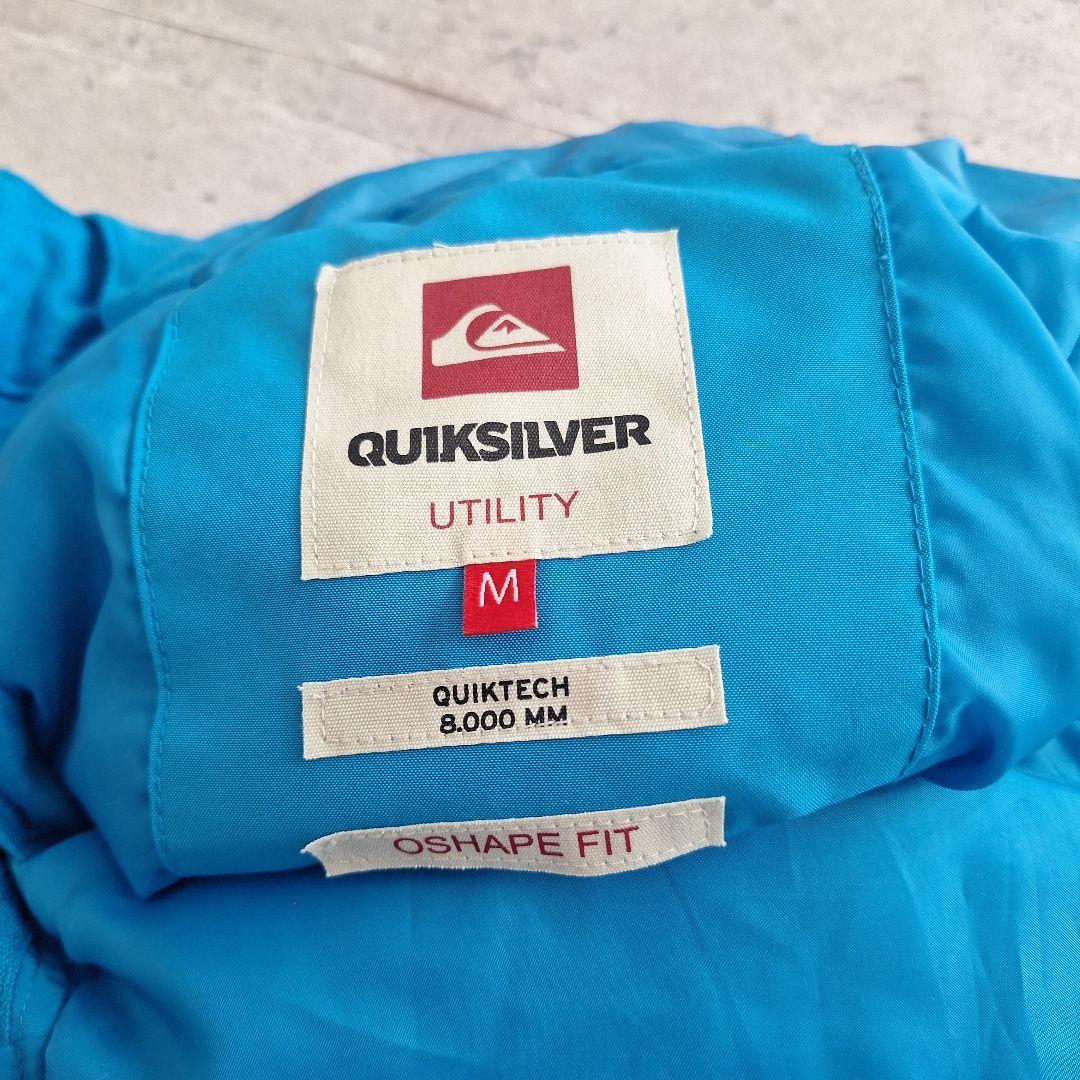 QUIKSILVER
UTILITY
M
QUIKTECH
8.000 MM
OSHAPE FIT